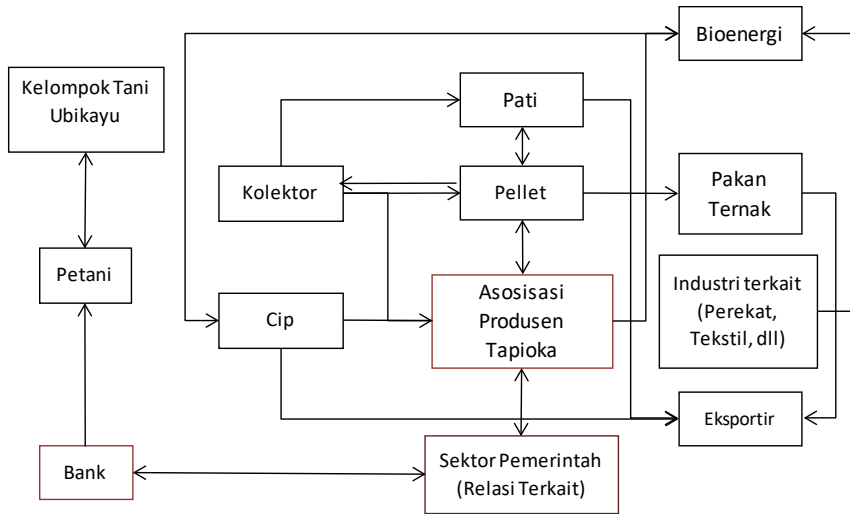 Bioenergi
Kelompok Tani
Ubikayu
Pati
Kolektor
Pellet
Pakan
Ternak
Petani
Cip
Asosisasi
Produsen
Tapioka
Industri terkait
(Perekat,
Tekstil, dll)
Eksportir
Bank
Sektor Pemerintah
(Relasi Terkait)